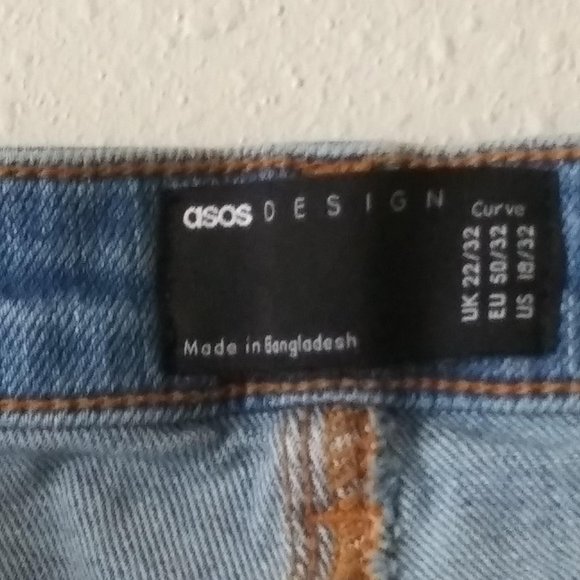 asos DESIGN
Curve
UK 22/32
EU 50/32
US 18/32
Made in Bangladesh